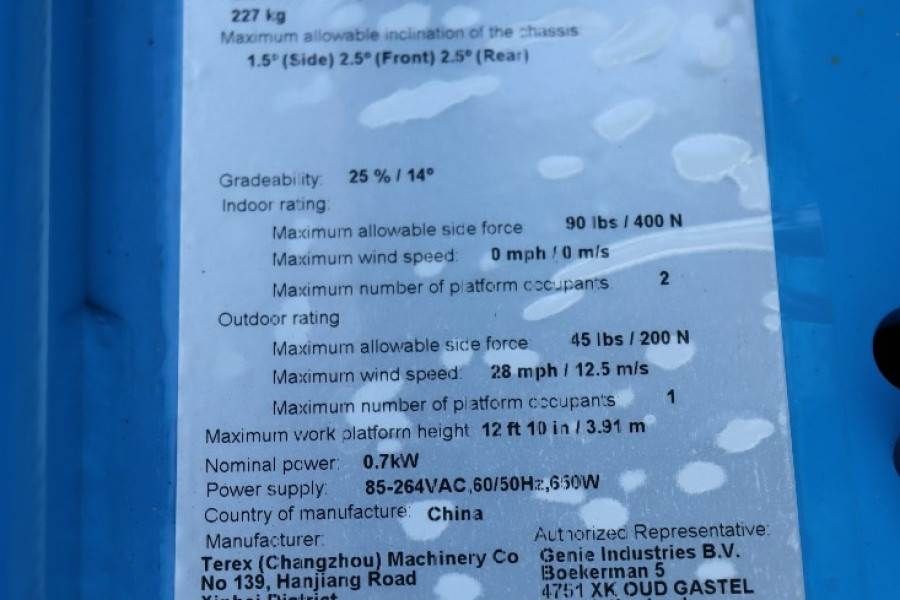 227 kg
Maximum allowable inclination of the chassis
1.5° (Side) 2.5° (Front) 2.5° (Rear)
Gradeability: 25 % / 14°
Indoor rating:
Maximum allowable side force 90 lbs / 400 N
Maximum wind speed: 0 mph / 0 m/s
Maximum number of platform occupants 2
Outdoor rating
Maximum allowable side force 45 lbs / 200 N
Maximum wind speed: 28 mph / 12.5 m/s
Maximum number of platform occupants 1
Maximum work platform height 12 ft 10 in / 3.91 m
Nominal power: 0.7kW
Power supply: 85-264VAC,60/50Hz,650W
Country of manufacture: China
Manufacturer:
Terex (Changzhou) Machinery Co
No 139, Hanjiang Road
Xinbei District
Authorized Representative:
Genie Industries B.V.
Boekerman 5
4751 XK OUD GASTEL